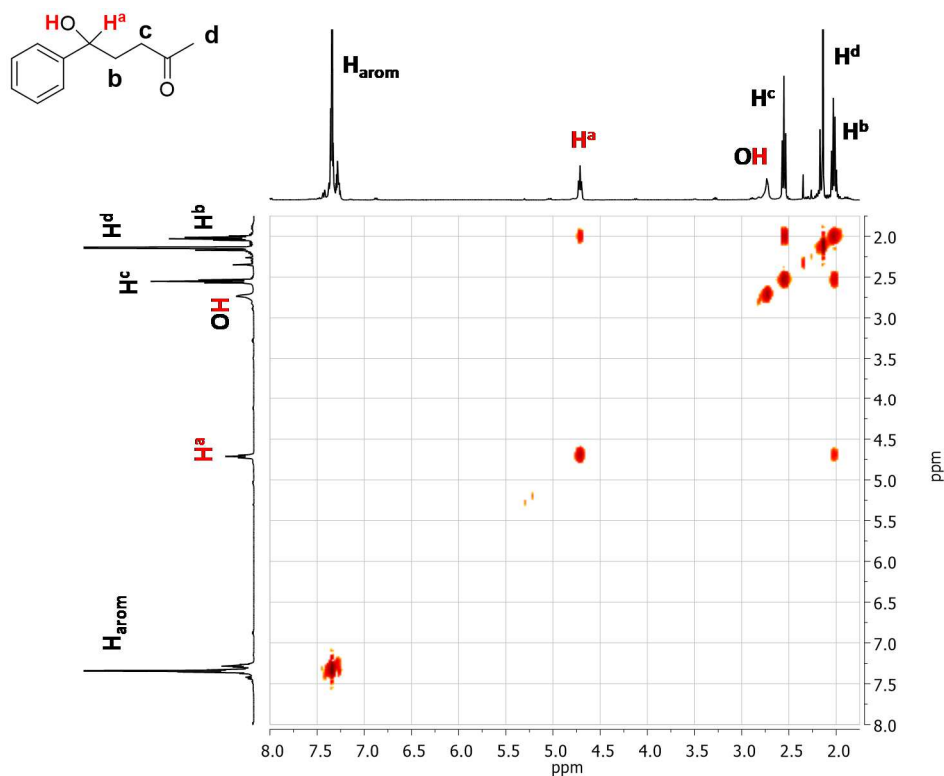 HO
Hᵃ
c
d
b
O
Hₐᵣₒₘ
Hᵃ
OH
Hᶜ
Hᵈ
Hᵇ
Hᵈ
Hᵇ
Hᶜ
OH
Hᵃ
Hₐᵣₒₘ
2.0
2.5
3.0
3.5
4.0
4.5
5.0
5.5
6.0
6.5
7.0
7.5
8.0
ppm
8.0 7.5 7.0 6.5 6.0 5.5 5.0 4.5 4.0 3.5 3.0 2.5 2.0
ppm